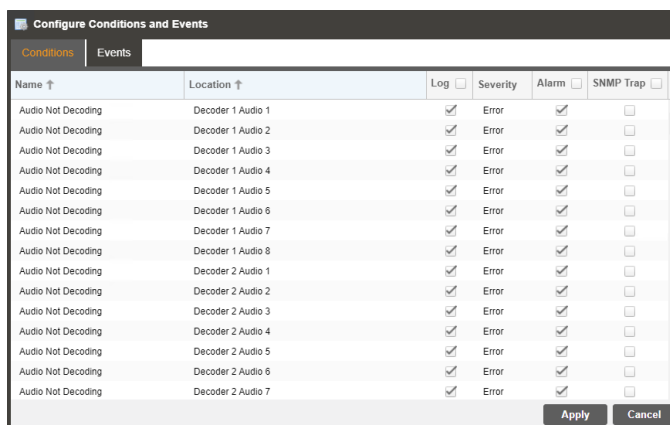 Configure Conditions and Events
Conditions Events
Name ↑ Location ↑ Log Severity Alarm SNMP Trap
Audio Not Decoding Decoder 1 Audio 1 Error
Audio Not Decoding Decoder 1 Audio 2 Error
Audio Not Decoding Decoder 1 Audio 3 Error
Audio Not Decoding Decoder 1 Audio 4 Error
Audio Not Decoding Decoder 1 Audio 5 Error
Audio Not Decoding Decoder 1 Audio 6 Error
Audio Not Decoding Decoder 1 Audio 7 Error
Audio Not Decoding Decoder 1 Audio 8 Error
Audio Not Decoding Decoder 2 Audio 1 Error
Audio Not Decoding Decoder 2 Audio 2 Error
Audio Not Decoding Decoder 2 Audio 3 Error
Audio Not Decoding Decoder 2 Audio 4 Error
Audio Not Decoding Decoder 2 Audio 5 Error
Audio Not Decoding Decoder 2 Audio 6 Error
Audio Not Decoding Decoder 2 Audio 7 Error
Apply Cancel